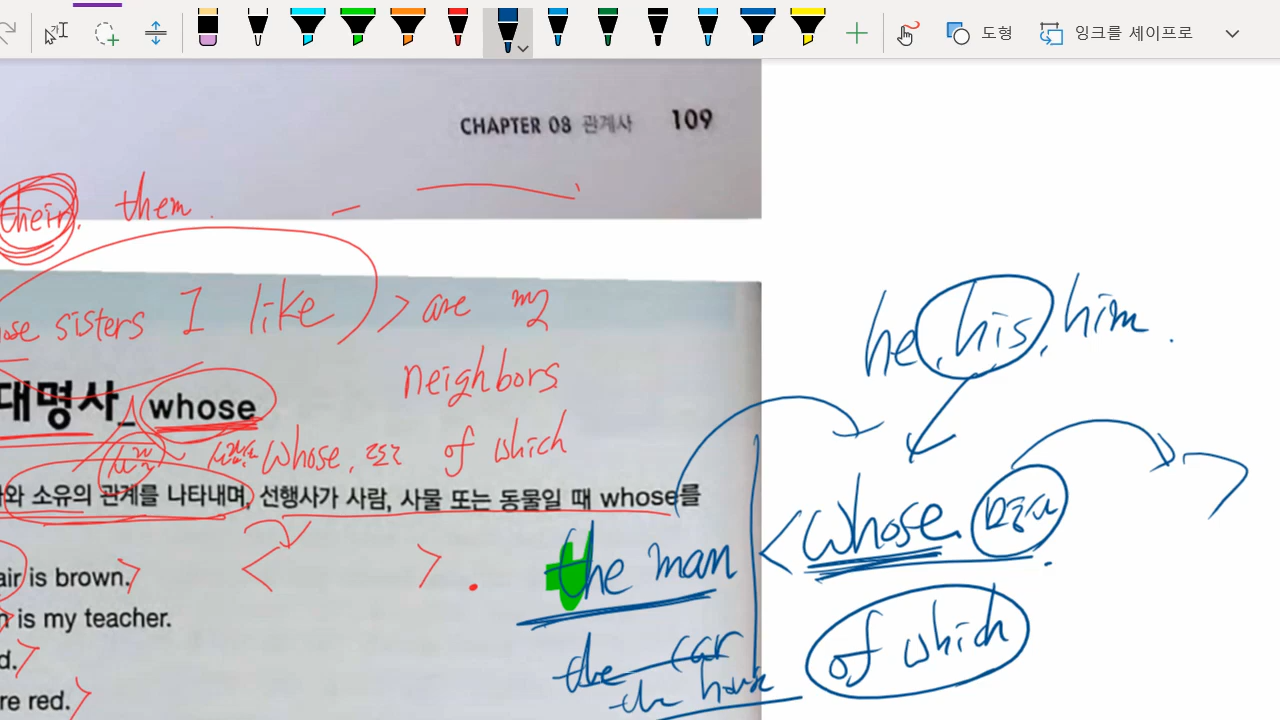 도형 잉크를 셰이프로
CHAPTER 08 관계사 109
their, them.
he, his, him.
sisters I like > are my
neighbors
대명사_whose
whose, 또는 of which
와 소유의 관계를 나타내며, 선행사가 사람, 사물 또는 동물일 때 whose를
<whose 명사
the man
air is brown.
is my teacher.
of which
the car
d.
the house
re red.